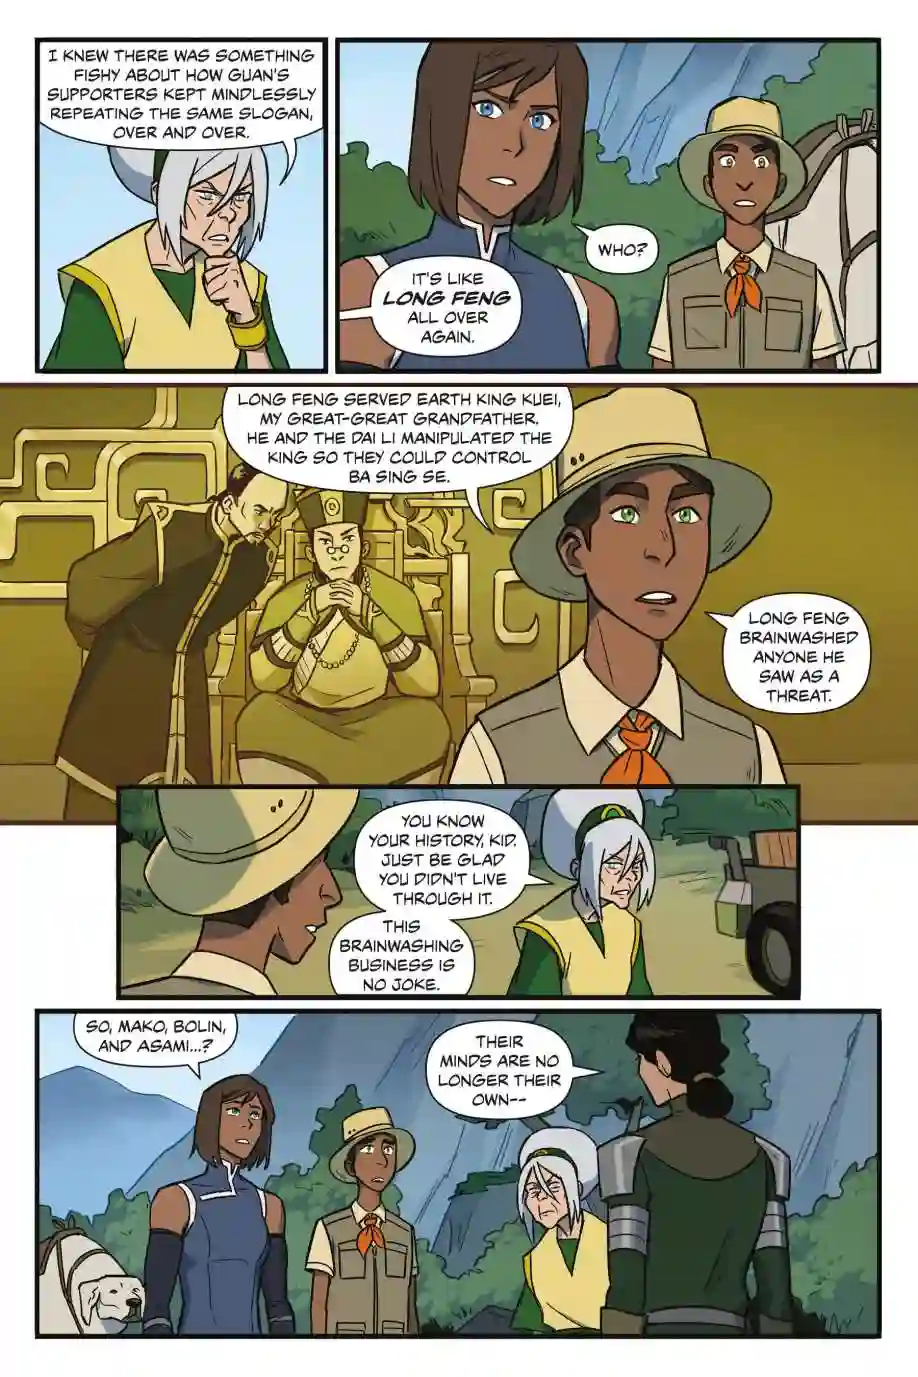 I KNEW THERE WAS SOMETHING
FISHY ABOUT HOW GUAN'S
SUPPORTERS KEPT MINDLESSLY
REPEATING THE SAME SLOGAN,
OVER AND OVER.
IT'S LIKE
LONG FENG
ALL OVER
AGAIN.
WHO?
LONG FENG SERVED EARTH KING KUEI,
MY GREAT-GREAT GRANDFATHER.
HE AND THE DAI LI MANIPULATED THE
KING SO THEY COULD CONTROL
BA SING SE.
LONG FENG
BRAINWASHED
ANYONE HE
SAW AS A
THREAT.
YOU KNOW
YOUR HISTORY, KID.
JUST BE GLAD
YOU DIDN'T LIVE
THROUGH IT.
THIS
BRAINWASHING
BUSINESS IS
NO JOKE.
SO, MAKO, BOLIN,
AND ASAMI...?
THEIR
MINDS ARE NO
LONGER THEIR
OWN--